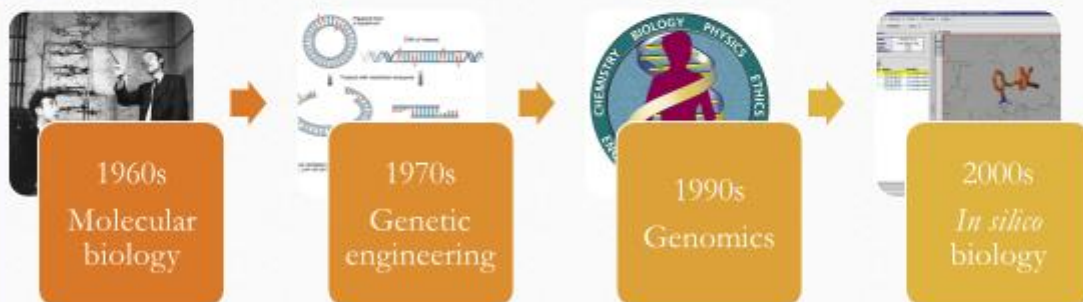 CHEMISTRY BIOLOGY PHYSICS ETHICS
1960s
Molecular
biology
1970s
Genetic
engineering
1990s
Genomics
2000s
In silico
biology